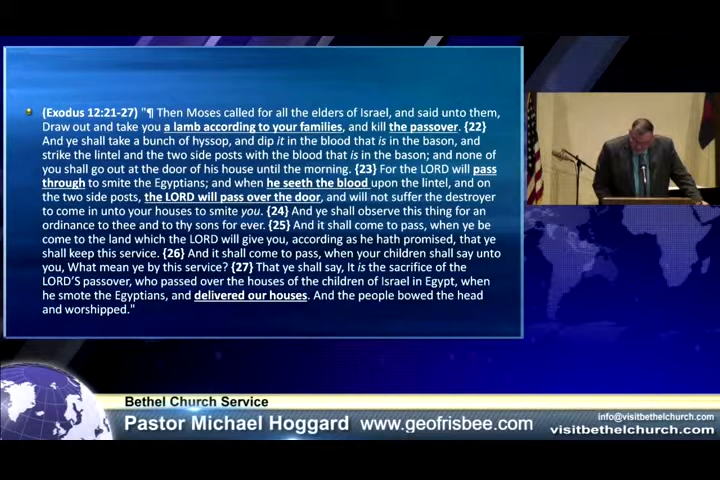 (Exodus 12:21-27) "¶ Then Moses called for all the elders of Israel, and said unto them,
Draw out and take you a lamb according to your families, and kill the passover. {22}
And ye shall take a bunch of hyssop, and dip it in the blood that is in the bason, and
strike the lintel and the two side posts with the blood that is in the bason; and none of
you shall go out at the door of his house until the morning. {23} For the LORD will pass
through to smite the Egyptians; and when he seeth the blood upon the lintel, and on
the two side posts, the LORD will pass over the door, and will not suffer the destroyer
to come in unto your houses to smite you. {24} And ye shall observe this thing for an
ordinance to thee and to thy sons for ever. {25} And it shall come to pass, when ye be
come to the land which the LORD will give you, according as he hath promised, that ye
shall keep this service. {26} And it shall come to pass, when your children shall say unto
you, What mean ye by this service? {27} That ye shall say, It is the sacrifice of the
LORD'S passover, who passed over the houses of the children of Israel in Egypt, when
he smote the Egyptians, and delivered our houses. And the people bowed the head
and worshipped."
Bethel Church Service
Pastor Michael Hoggard www.geofrisbee.com
info@visitbethelchurch.com
visitbethelchurch.com